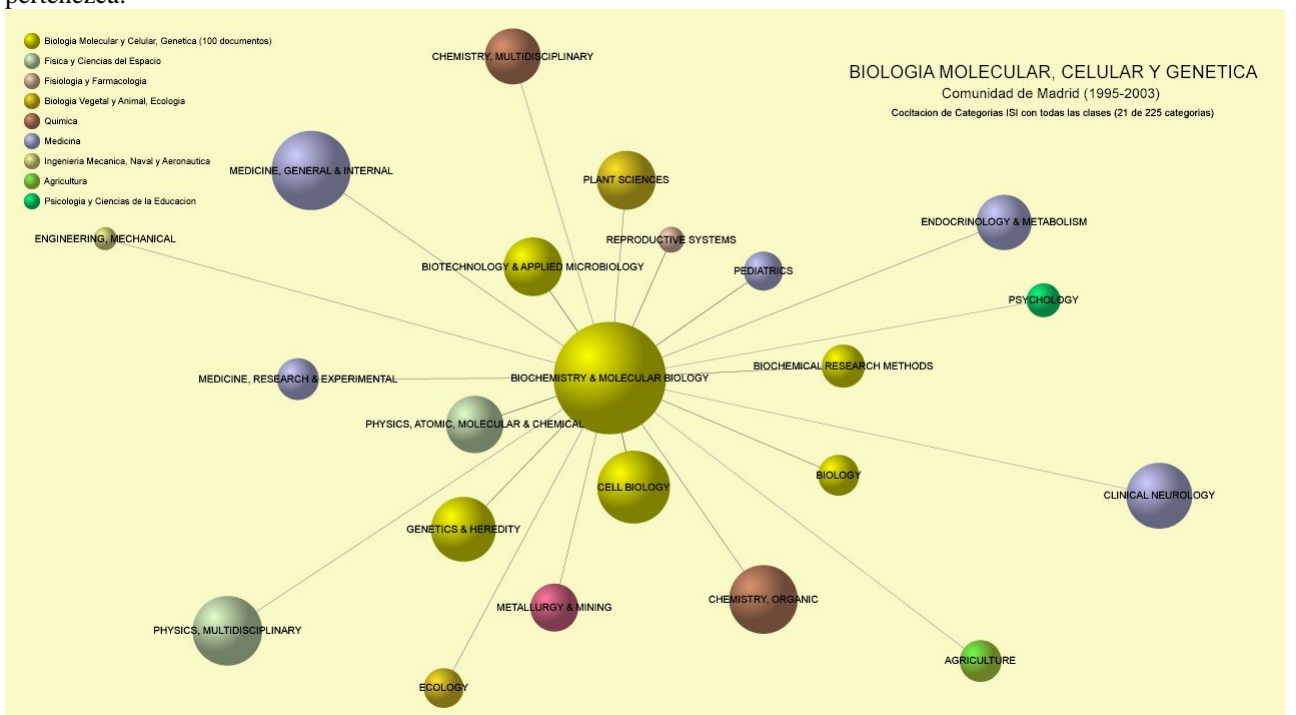 pertenezca.
Biologia Molecular y Celular, Genetica (100 documentos)
Fisica y Ciencias del Espacio
Fisiologia y Farmacologia
Biologia Vegetal y Animal, Ecologia
Quimica
Medicina
Ingenieria Mecanica, Naval y Aeronautica
Agricultura
Psicologia y Ciencias de la Educacion
BIOLOGIA MOLECULAR, CELULAR Y GENETICA
Comunidad de Madrid (1995-2003)
Cocitacion de Categorias ISI con todas las clases (21 de 225 categorias)
CHEMISTRY, MULTIDISCIPLINARY
MEDICINE, GENERAL & INTERNAL
PLANT SCIENCES
ENDOCRINOLOGY & METABOLISM
ENGINEERING, MECHANICAL
REPRODUCTIVE SYSTEMS
BIOTECHNOLOGY & APPLIED MICROBIOLOGY
PEDIATRICS
PSYCHOLOGY
BIOCHEMICAL RESEARCH METHODS
MEDICINE, RESEARCH & EXPERIMENTAL
BIOCHEMISTRY & MOLECULAR BIOLOGY
PHYSICS, ATOMIC, MOLECULAR & CHEMICAL
BIOLOGY
CELL BIOLOGY
CLINICAL NEUROLOGY
GENETICS & HEREDITY
CHEMISTRY, ORGANIC
METALLURGY & MINING
PHYSICS, MULTIDISCIPLINARY
AGRICULTURE
ECOLOGY